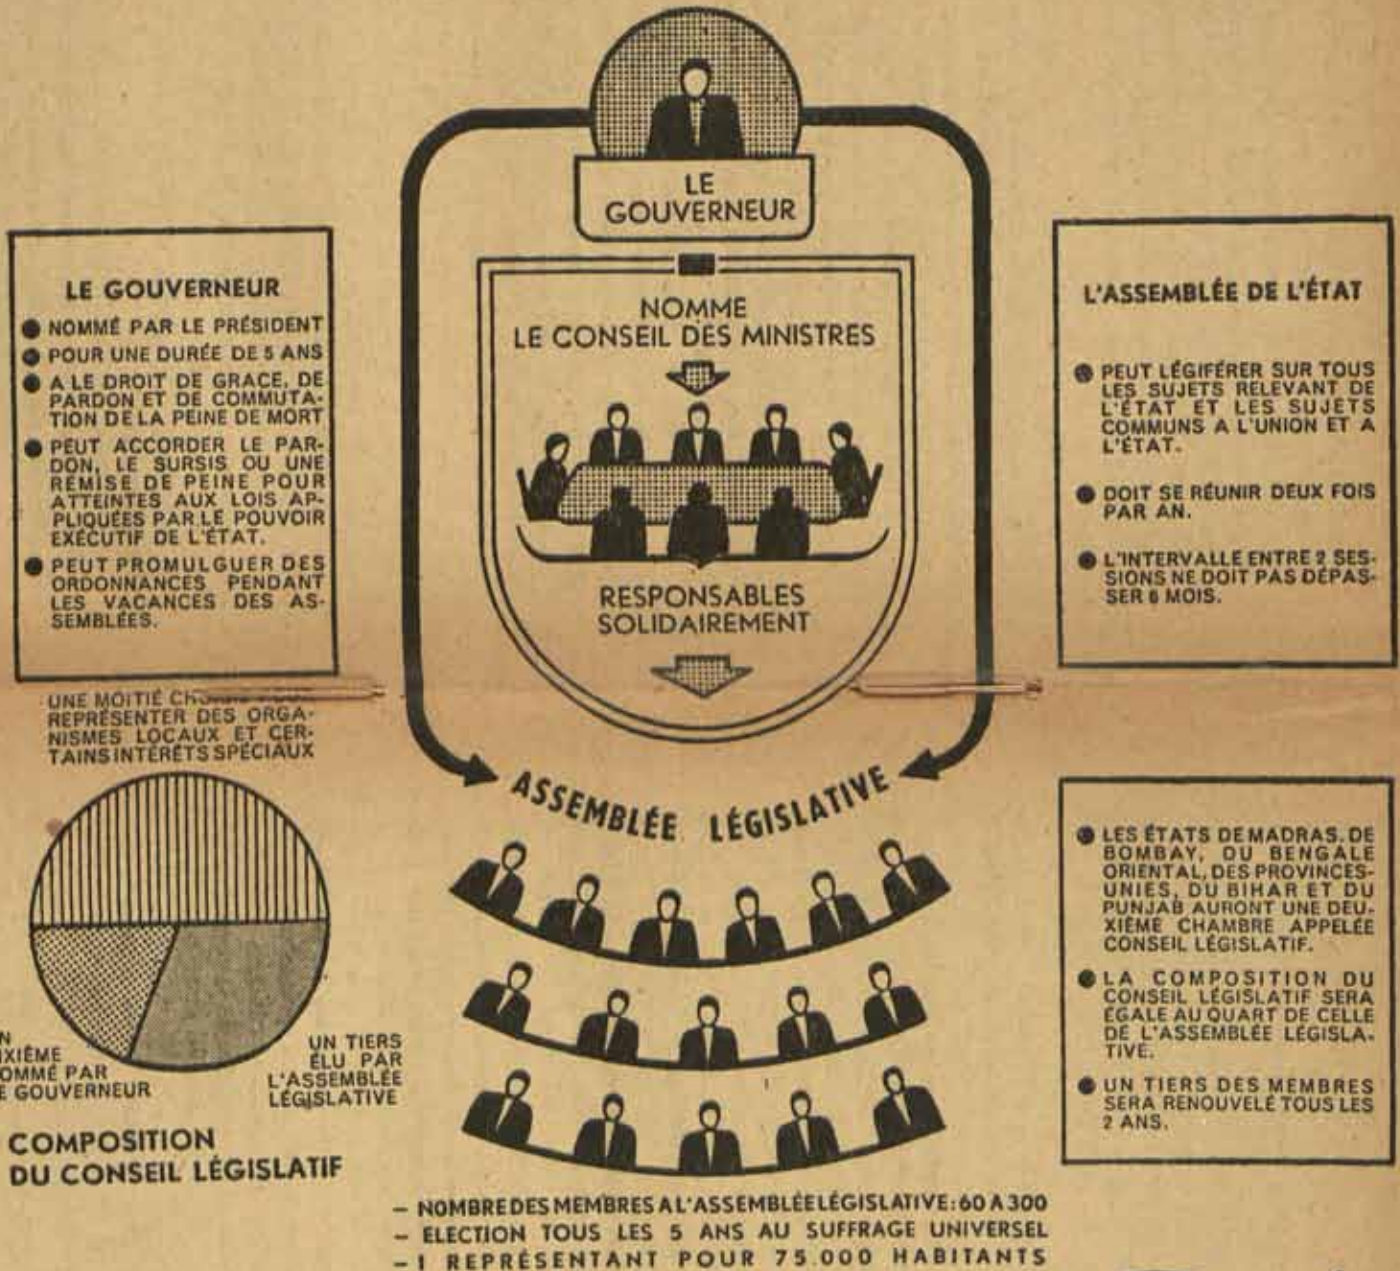 LE
GOUVERNEUR
LE GOUVERNEUR
● NOMMÉ PAR LE PRÉSIDENT
● POUR UNE DURÉE DE 5 ANS
● A LE DROIT DE GRACE, DE
PARDON ET DE COMMUTA-
TION DE LA PEINE DE MORT
● PEUT ACCORDER LE PAR-
DON, LE SURSIS OU UNE
REMISE DE PEINE POUR
ATTEINTES AUX LOIS AP-
PLIQUÉES PAR LE POUVOIR
EXÉCUTIF DE L'ÉTAT.
● PEUT PROMULGUER DES
ORDONNANCES PENDANT
LES VACANCES DES AS-
SEMBLÉES.
NOMME
LE CONSEIL DES MINISTRES
RESPONSABLES
SOLIDAIREMENT
L'ASSEMBLÉE DE L'ÉTAT
● PEUT LÉGIFÉRER SUR TOUS
LES SUJETS RELEVANT DE
L'ÉTAT ET LES SUJETS
COMMUNS A L'UNION ET A
L'ÉTAT.
● DOIT SE RÉUNIR DEUX FOIS
PAR AN.
● L'INTERVALLE ENTRE 2 SES-
SIONS NE DOIT PAS DÉPAS-
SER 6 MOIS.
UNE MOITIÉ
REPRÉSENTER DES ORGA-
NISMES LOCAUX ET CER-
TAINS INTÉRÊTS SPÉCIAUX
N
IXIÈME
OMMÉ PAR
E GOUVERNEUR
UN TIERS
ÉLU PAR
L'ASSEMBLÉE
LÉGISLATIVE
COMPOSITION
DU CONSEIL LÉGISLATIF
ASSEMBLÉE LÉGISLATIVE
● LES ÉTATS DE MADRAS, DE
BOMBAY, DU BENGALE
ORIENTAL, DES PROVINCES-
UNIES, DU BIHAR ET DU
PUNJAB AURONT UNE DEU-
XIÈME CHAMBRE APPELÉE
CONSEIL LÉGISLATIF.
● LA COMPOSITION DU
CONSEIL LÉGISLATIF SERA
ÉGALE AU QUART DE CELLE
DE L'ASSEMBLÉE LÉGISLA-
TIVE.
● UN TIERS DES MEMBRES
SERA RENOUVELÉ TOUS LES
2 ANS.
– NOMBRE DES MEMBRES A L'ASSEMBLÉE LÉGISLATIVE: 60 A 300
– ELECTION TOUS LES 5 ANS AU SUFFRAGE UNIVERSEL
– 1 REPRÉSENTANT POUR 75.000 HABITANTS